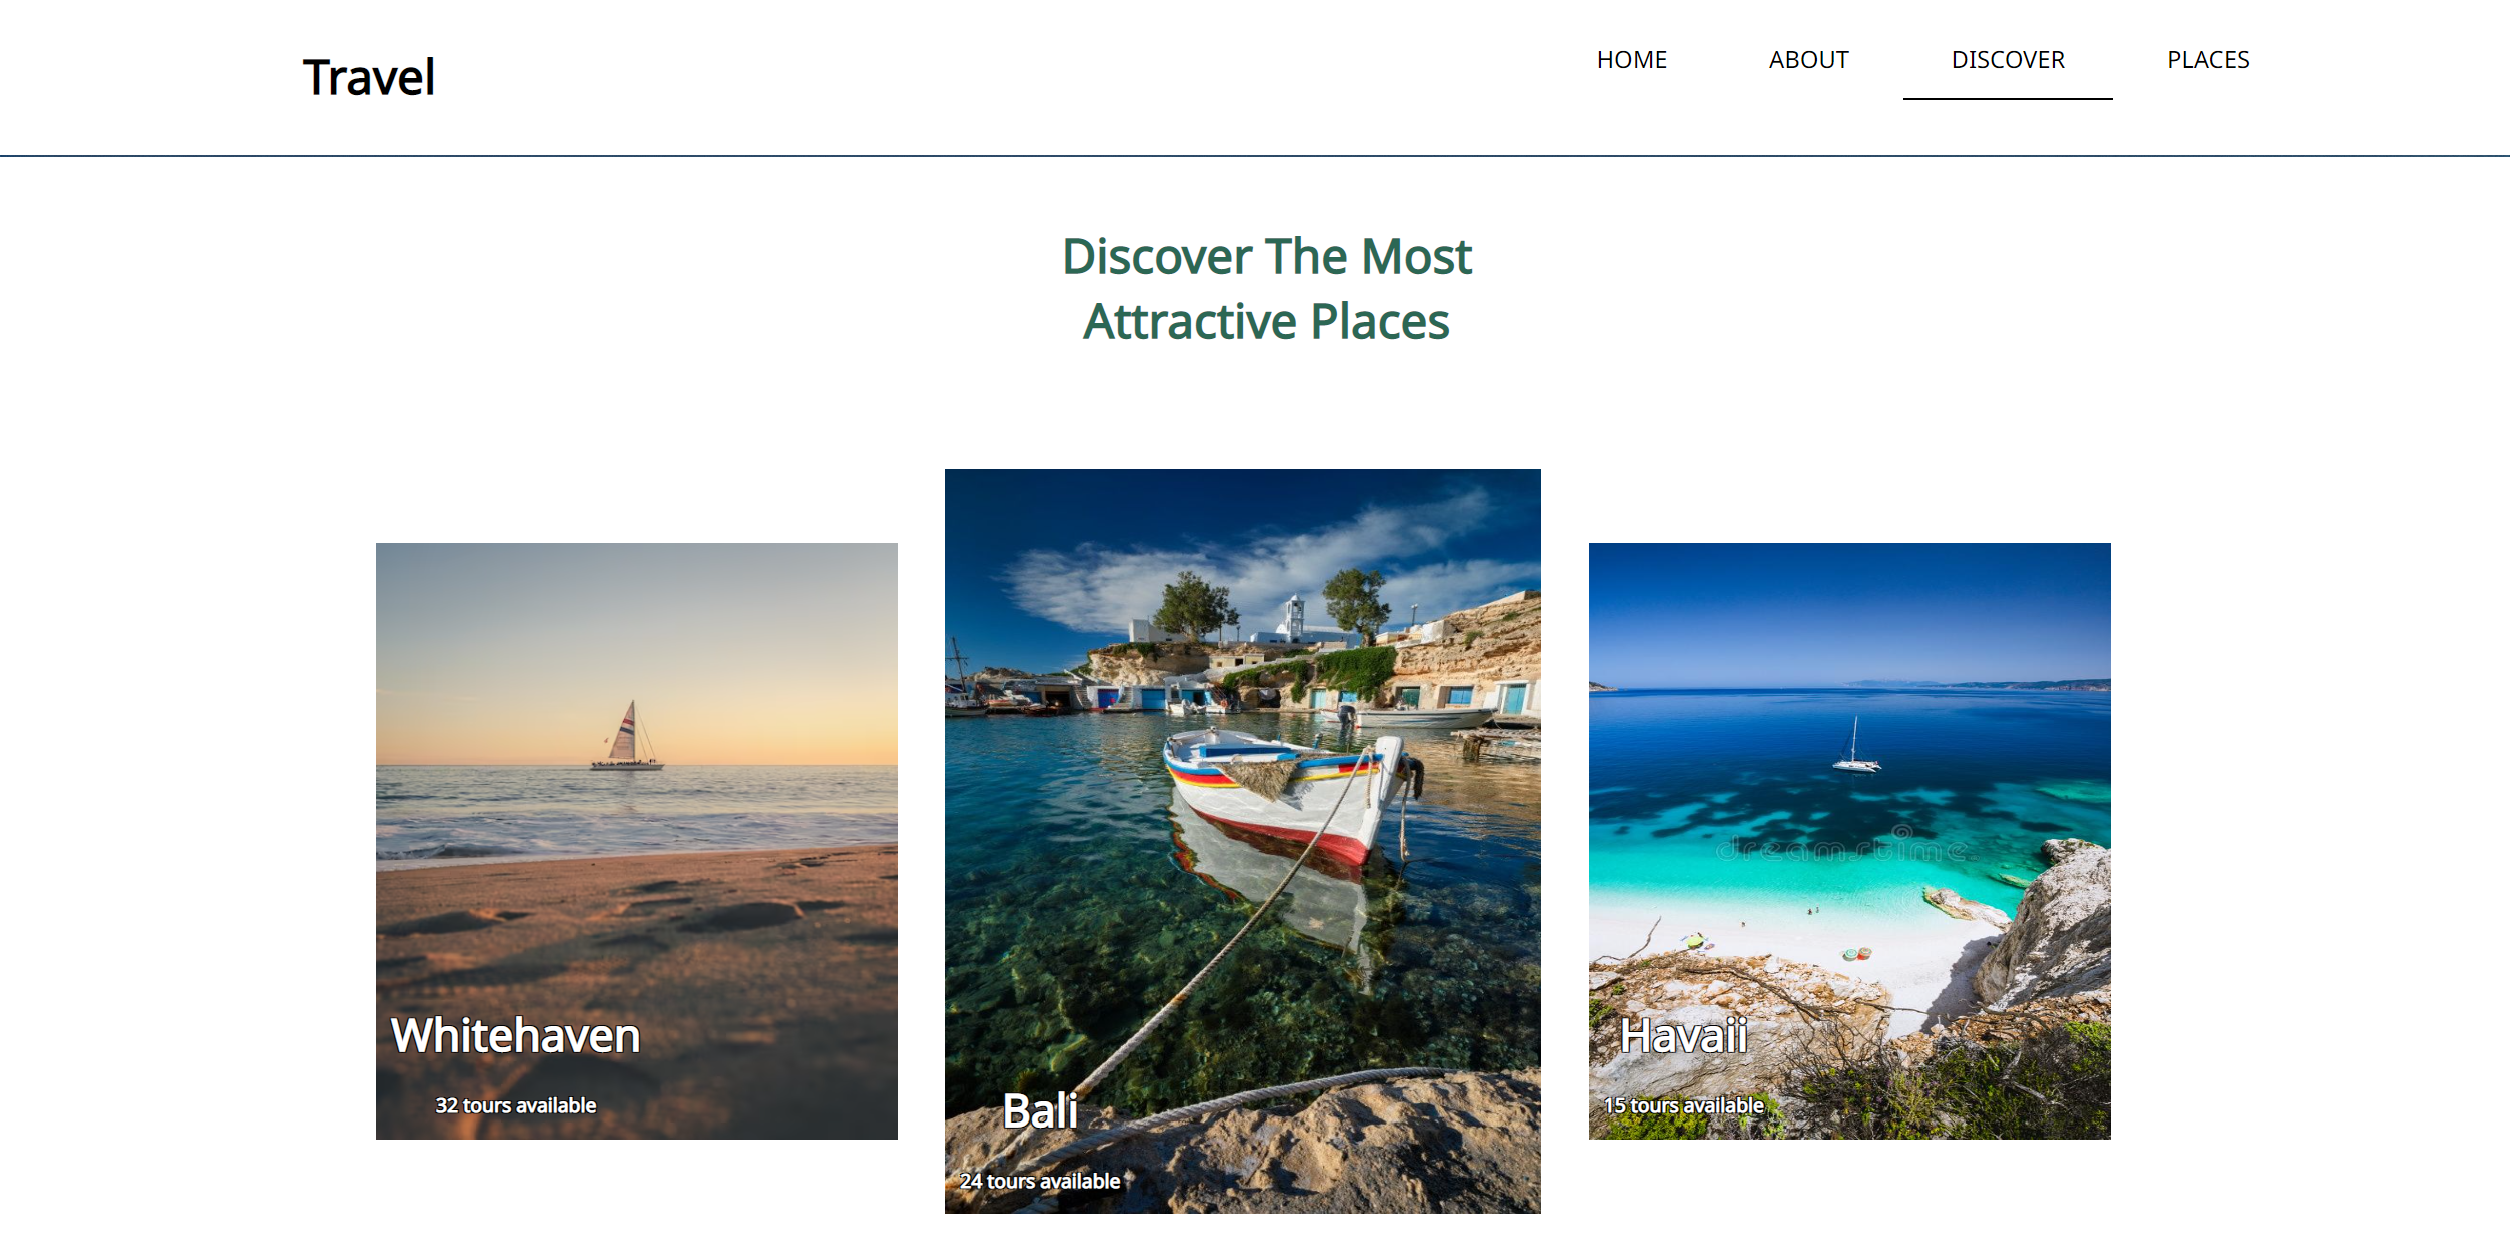 Travel
HOME ABOUT DISCOVER PLACES
Discover The Most
Attractive Places
Whitehaven
32 tours available
Bali
24 tours available
dreamstime
Havaii
15 tours available